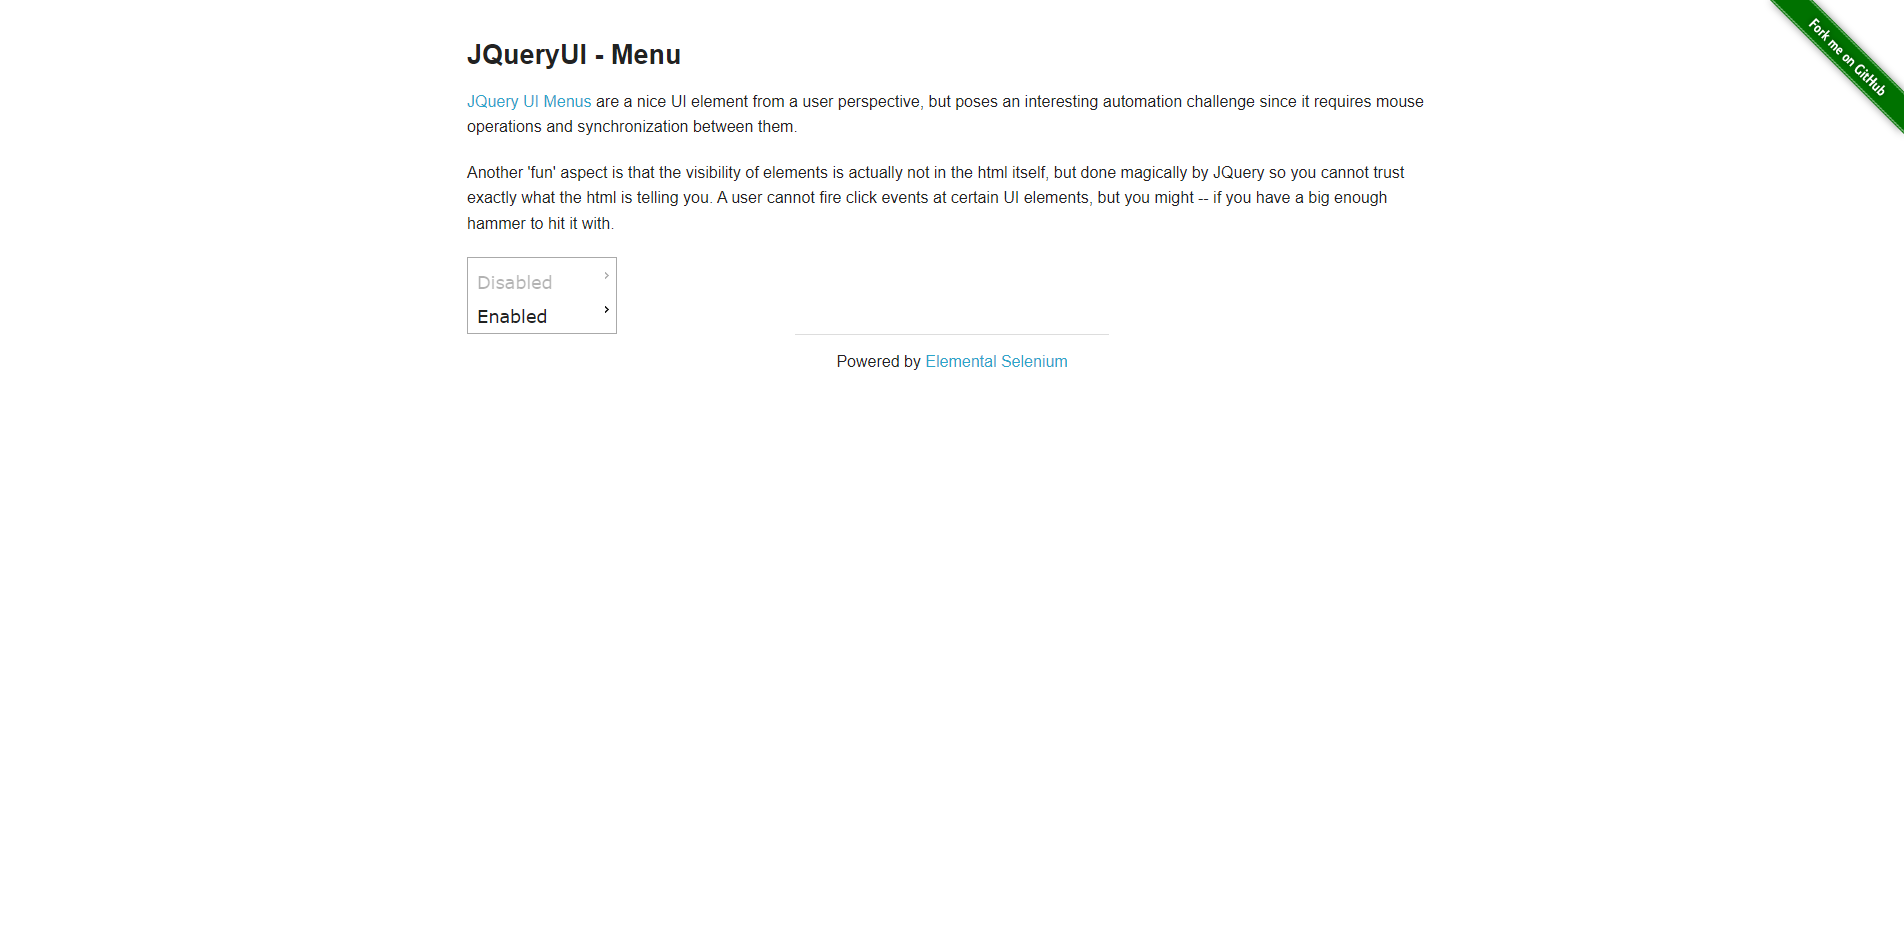 Fork me on GitHub
JQueryUI - Menu
JQuery UI Menus are a nice UI element from a user perspective, but poses an interesting automation challenge since it requires mouse
operations and synchronization between them.
Another 'fun' aspect is that the visibility of elements is actually not in the html itself, but done magically by JQuery so you cannot trust
exactly what the html is telling you. A user cannot fire click events at certain UI elements, but you might -- if you have a big enough
hammer to hit it with.
Disabled
Enabled
Powered by Elemental Selenium